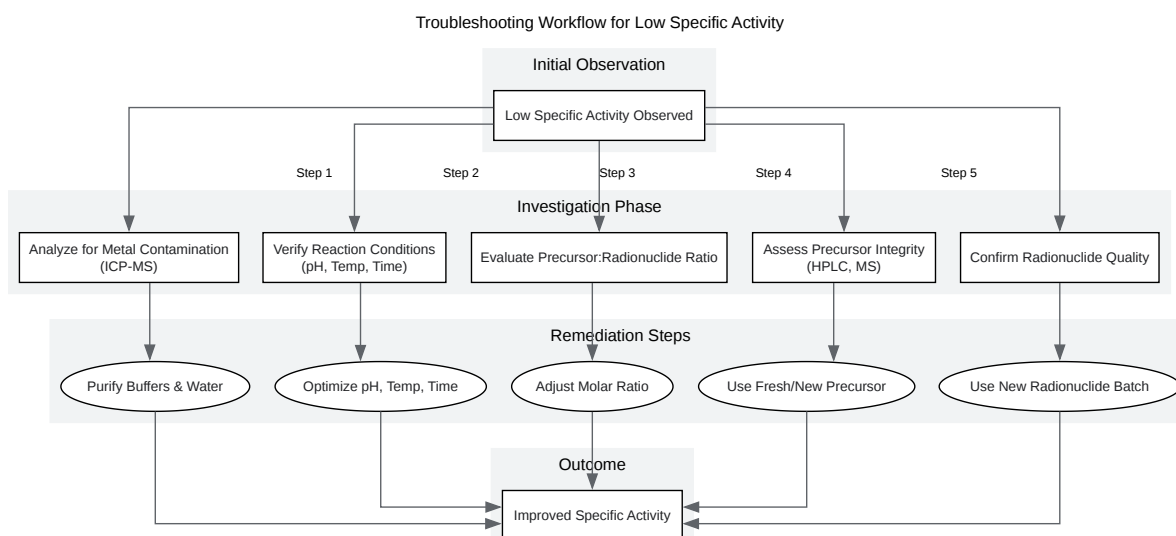 Troubleshooting Workflow for Low Specific Activity
Initial Observation
Low Specific Activity Observed
Step 1
Step 2
Step 3
Step 4
Step 5
Investigation Phase
Analyze for Metal Contamination
(ICP-MS)
Verify Reaction Conditions
(pH, Temp, Time)
Evaluate Precursor:Radionuclide Ratio
Assess Precursor Integrity
(HPLC, MS)
Confirm Radionuclide Quality
Remediation Steps
Purify Buffers & Water
Optimize pH, Temp, Time
Adjust Molar Ratio
Use Fresh/New Precursor
Use New Radionuclide Batch
Outcome
Improved Specific Activity